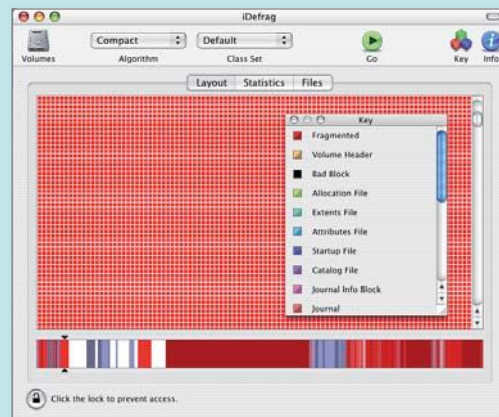 iDefrag
Compact
Default
Volumes
Algorithm
Class Set
Go
Key
Info
Layout
Statistics
Files
Key
Fragmented
Volume Header
Bad Block
Allocation File
Extents File
Attributes File
Startup File
Catalog File
Journal Info Block
Journal
Click the lock to prevent access.